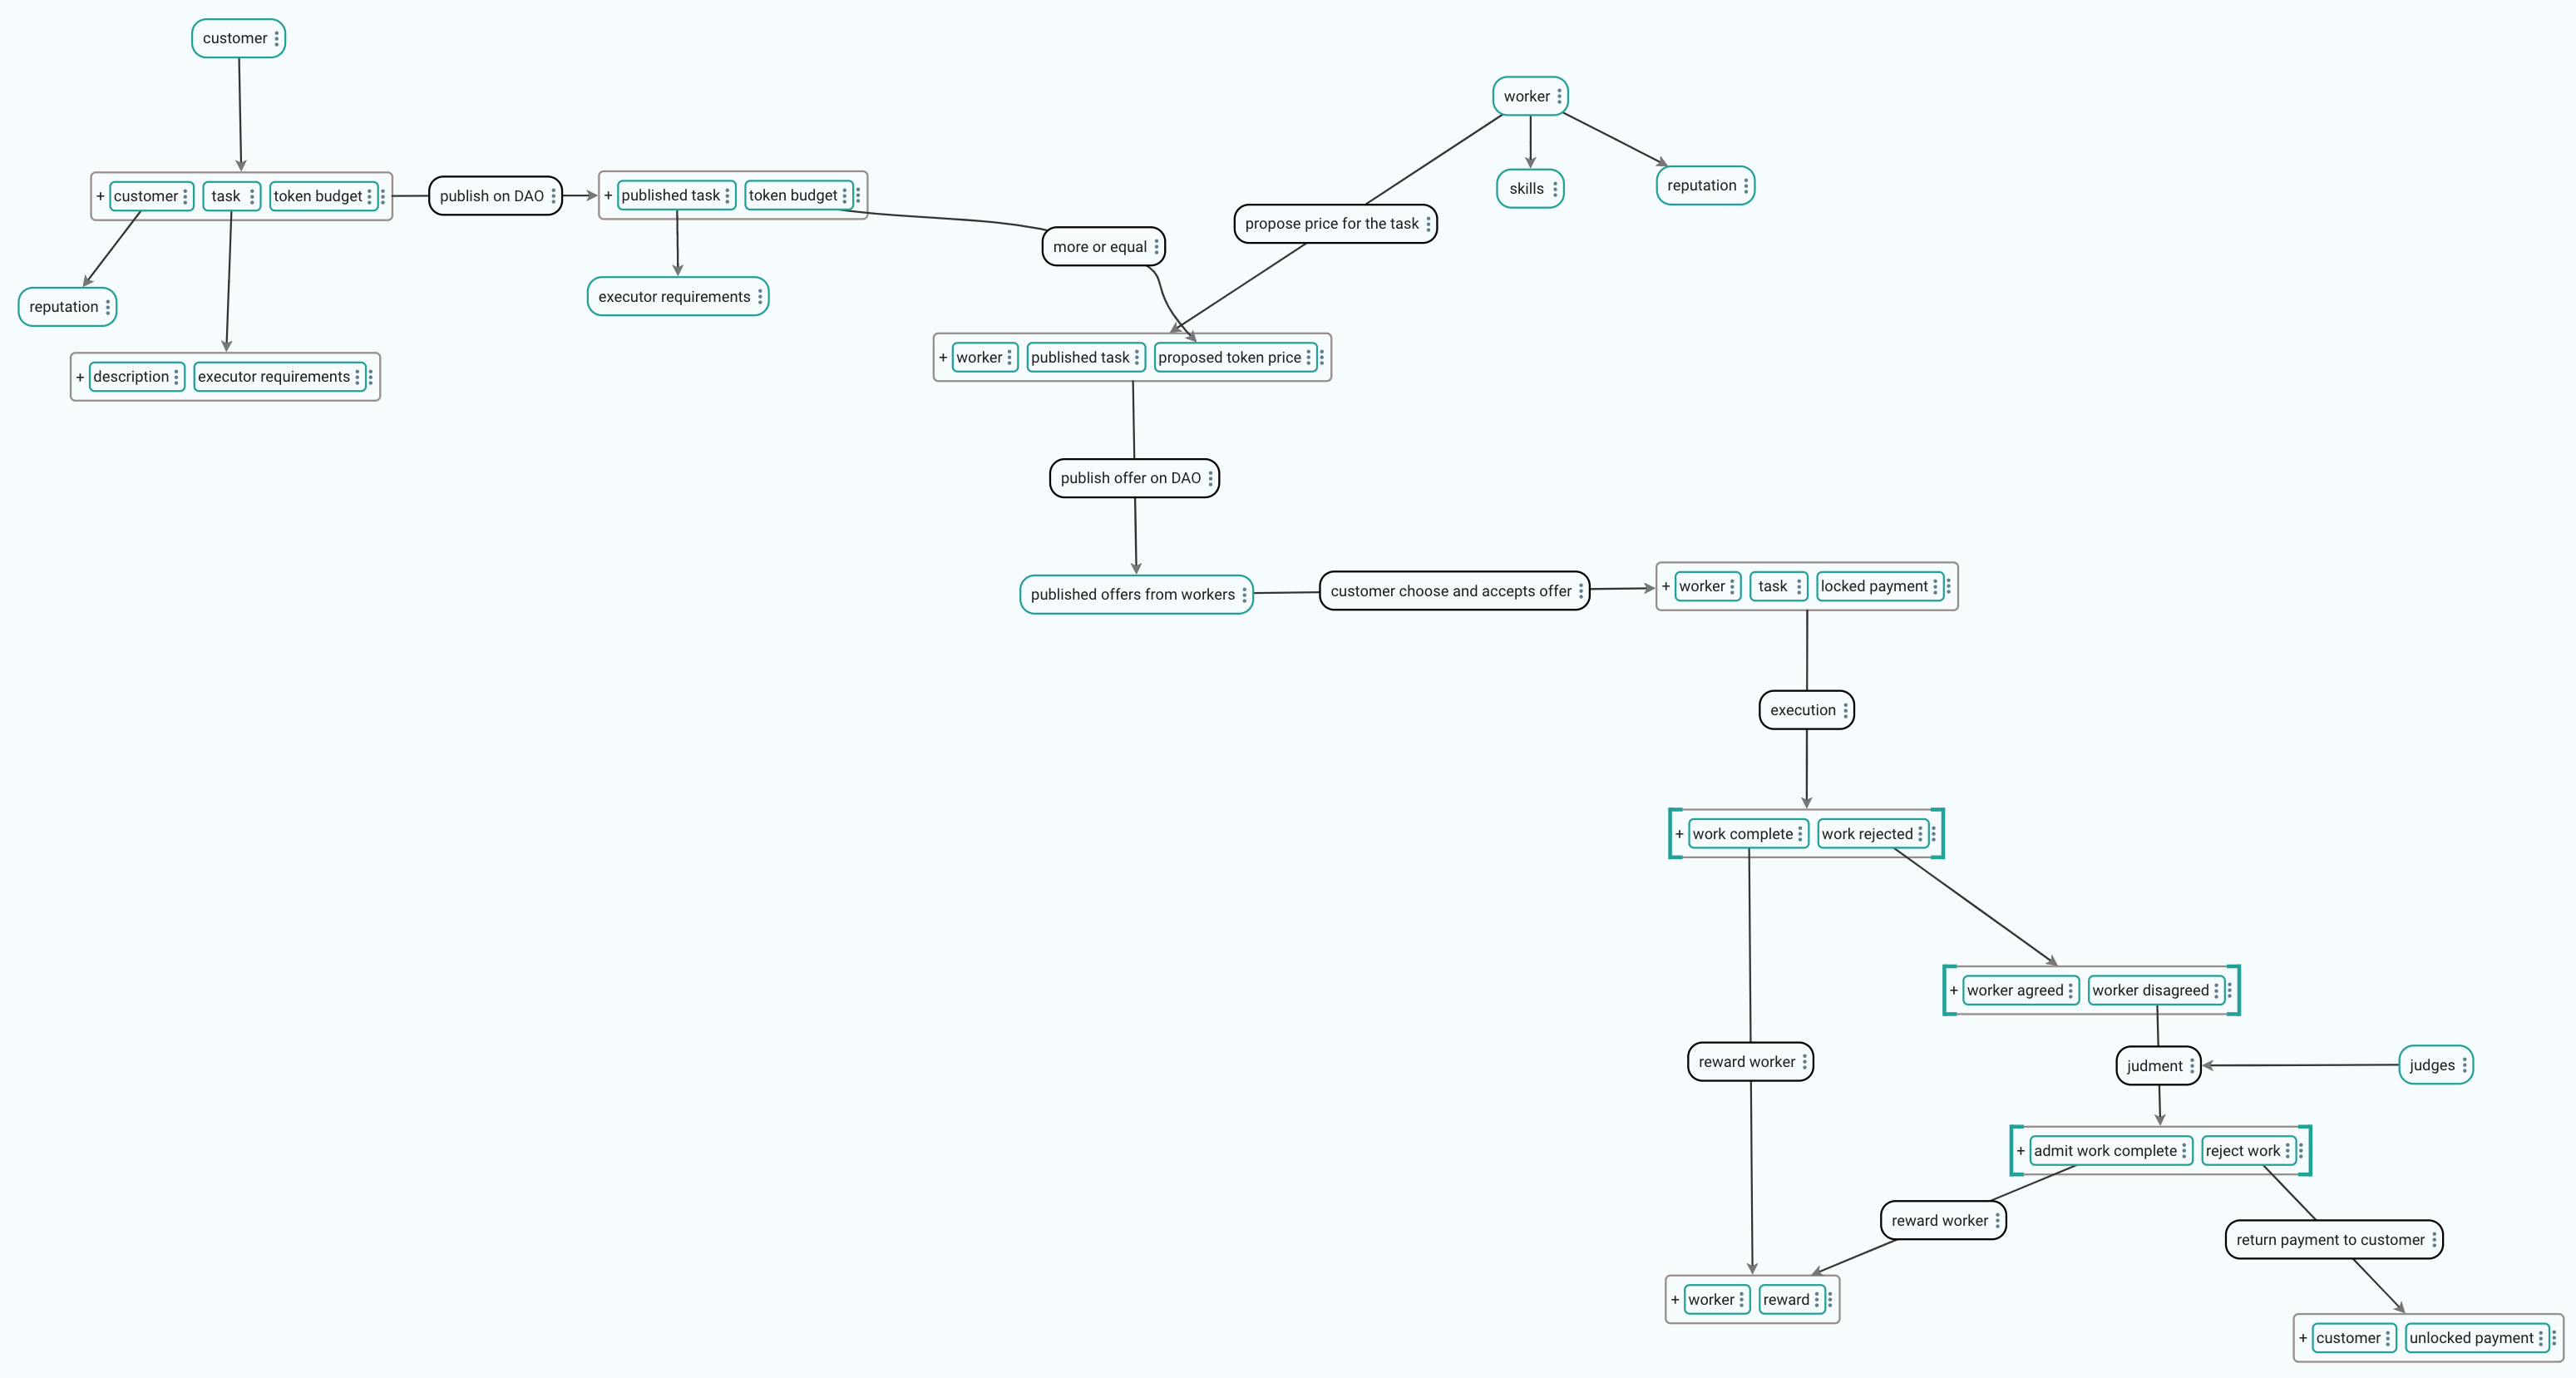 customer
worker
skills
reputation
+ customer task token budget
publish on DAO
+ published task token budget
more or equal
propose price for the task
reputation
executor requirements
+ description executor requirements
+ worker published task proposed token price
publish offer on DAO
published offers from workers
customer choose and accepts offer
+ worker task locked payment
execution
+ work complete work rejected
+ worker agreed worker disagreed
reward worker
judment
judges
+ admit work complete reject work
reward worker
return payment to customer
+ worker reward
+ customer unlocked payment